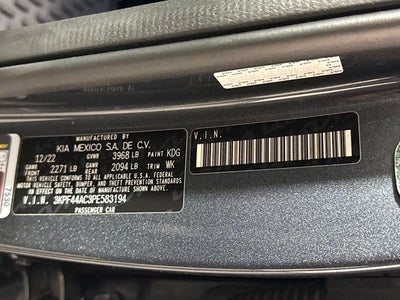 MANUFACTURED BY
KIA MEXICO S.A. DE C.V.
12/22 GVWR 3968 LB PAINT KDG
GAWR FRONT 2271 LB GAWR REAR 2094 LB TRIM WK
THIS VEHICLE CONFORMS TO ALL APPLICABLE FEDERAL
MOTOR VEHICLE SAFETY, BUMPER, AND THEFT PREVENTION STANDARDS
IN EFFECT ON THE DATE OF MANUFACTURE SHOWN ABOVE.
V.I.N. 3KPF44AC3PE583194
PASSENGER CAR
V.I.N.
7530